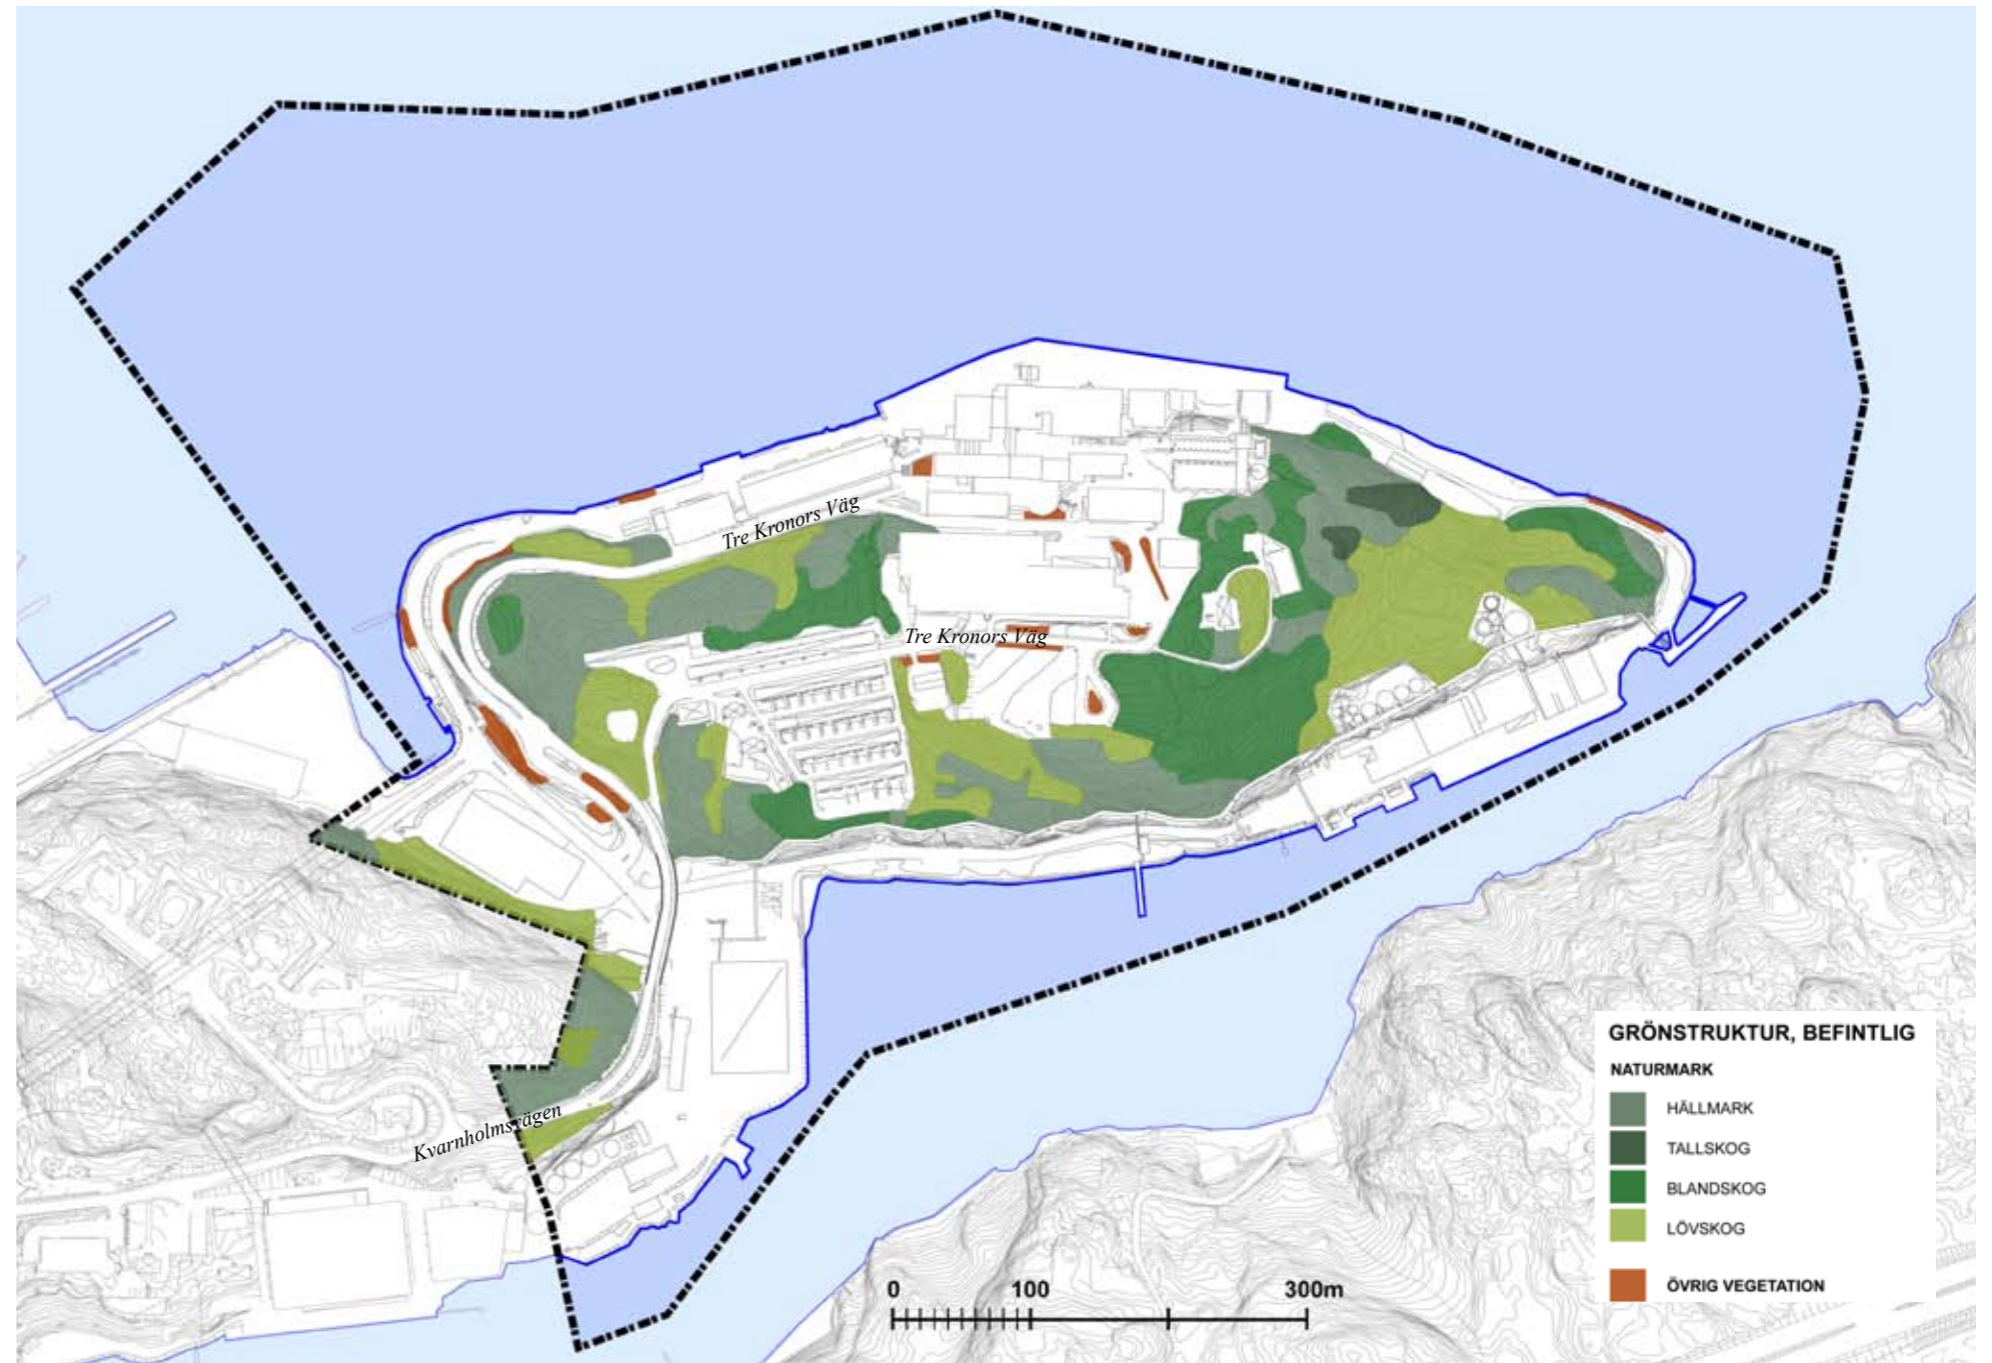 Tre Kronors Väg
Tre Kronors Väg
Kvarnholmsvägen
GRÖNSTRUKTUR, BEFINTLIG
NATURMARK
HÄLLMARK
TALLSKOG
BLANDSKOG
LÖVSKOG
ÖVRIG VEGETATION
0 100 300m